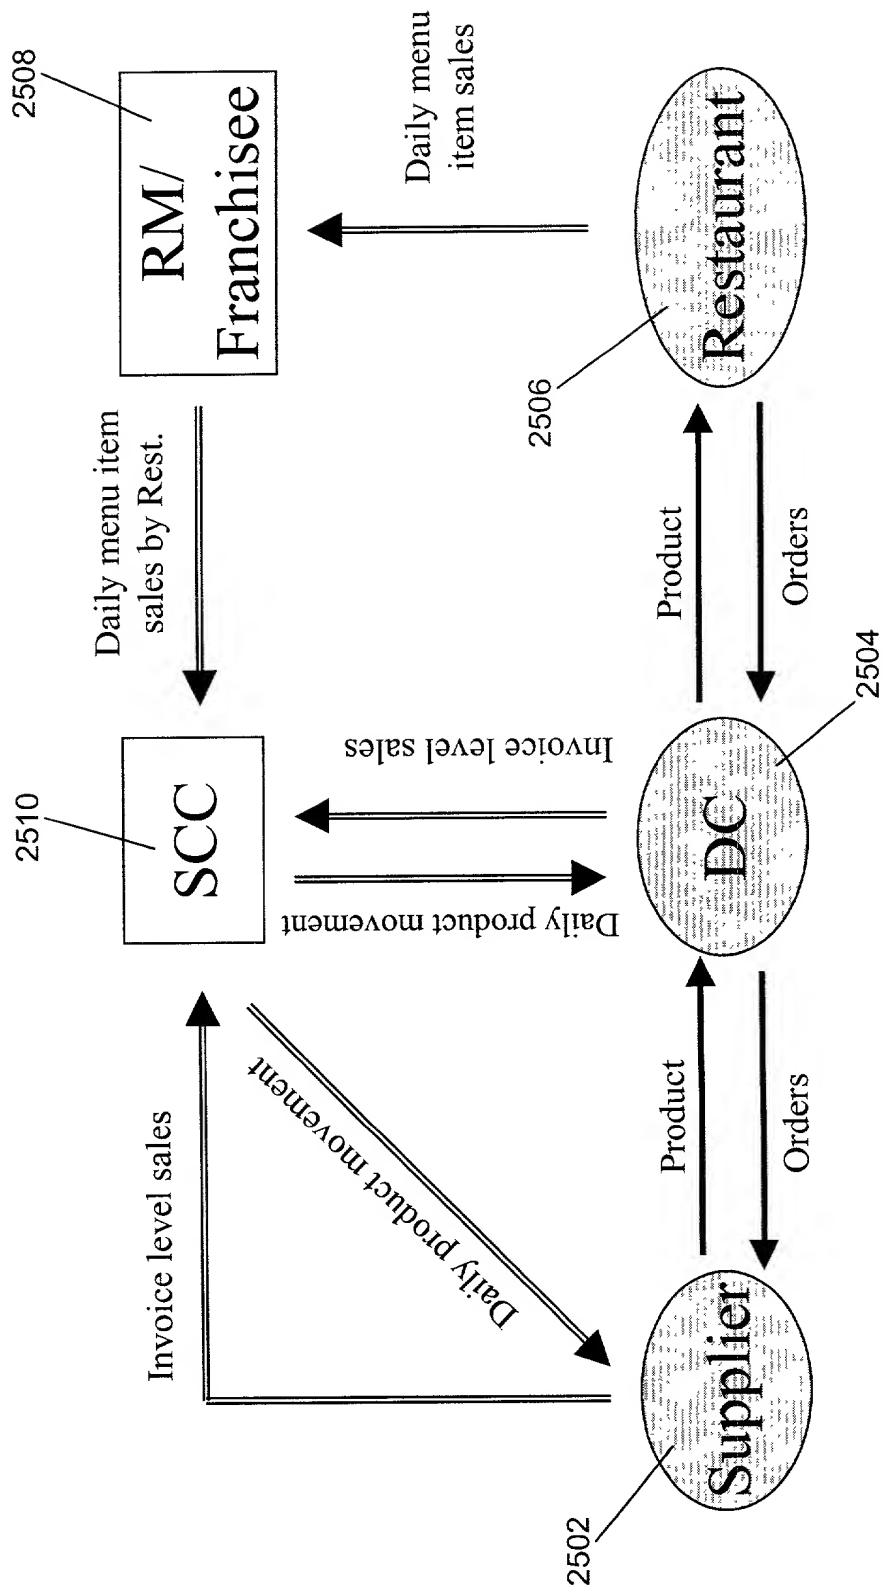 2510
2508
SCC
RM/
Franchisee
Invoice level sales
Daily menu item
sales by Rest.
Daily product movement
Daily product movement
Invoice level sales
Daily menu
item sales
2502
Supplier
Product
Orders
DC
2504
Product
Orders
2506
Restaurant